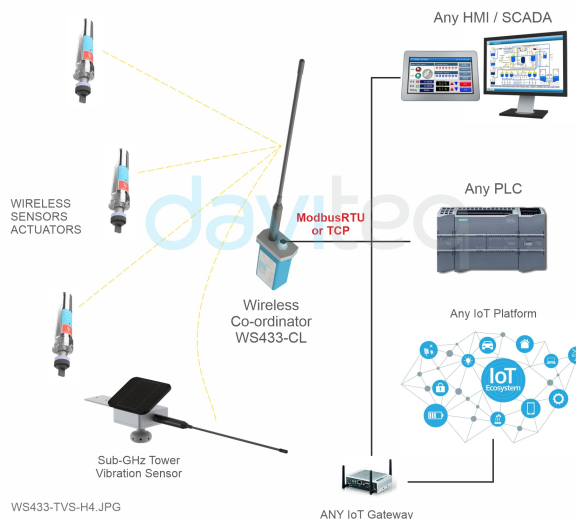 Any HMI / SCADA
WIRELESS
SENSORS
ACTUATORS
daviteq
ModbusRTU
or TCP
Any PLC
Wireless
Co-ordinator
WS433-CL
Any IoT Platform
IoT
Ecosystem
Sub-GHz Tower
Vibration Sensor
WS433-TVS-H4.JPG
ANY IoT Gateway